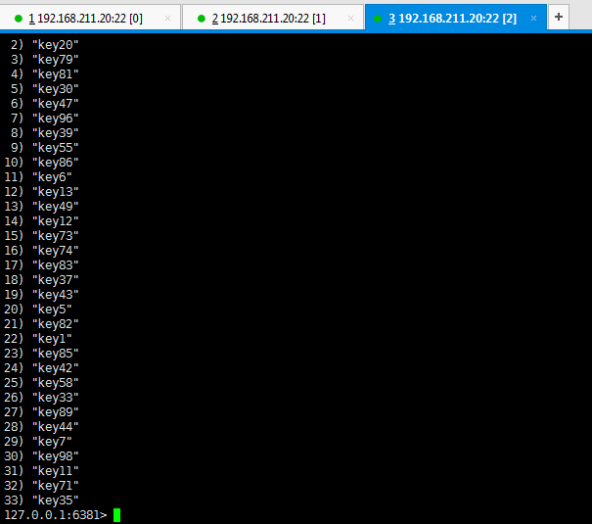 1 192.168.211.20:22 [0] × 2 192.168.211.20:22 [1] × 3 192.168.211.20:22 [2] × +
2) "key20"
3) "key79"
4) "key81"
5) "key30"
6) "key47"
7) "key96"
8) "key39"
9) "key55"
10) "key86"
11) "key6"
12) "key13"
13) "key49"
14) "key12"
15) "key73"
16) "key74"
17) "key83"
18) "key37"
19) "key43"
20) "key5"
21) "key82"
22) "key1"
23) "key85"
24) "key42"
25) "key58"
26) "key33"
27) "key89"
28) "key44"
29) "key7"
30) "key98"
31) "key11"
32) "key71"
33) "key35"
127.0.0.1:6381>